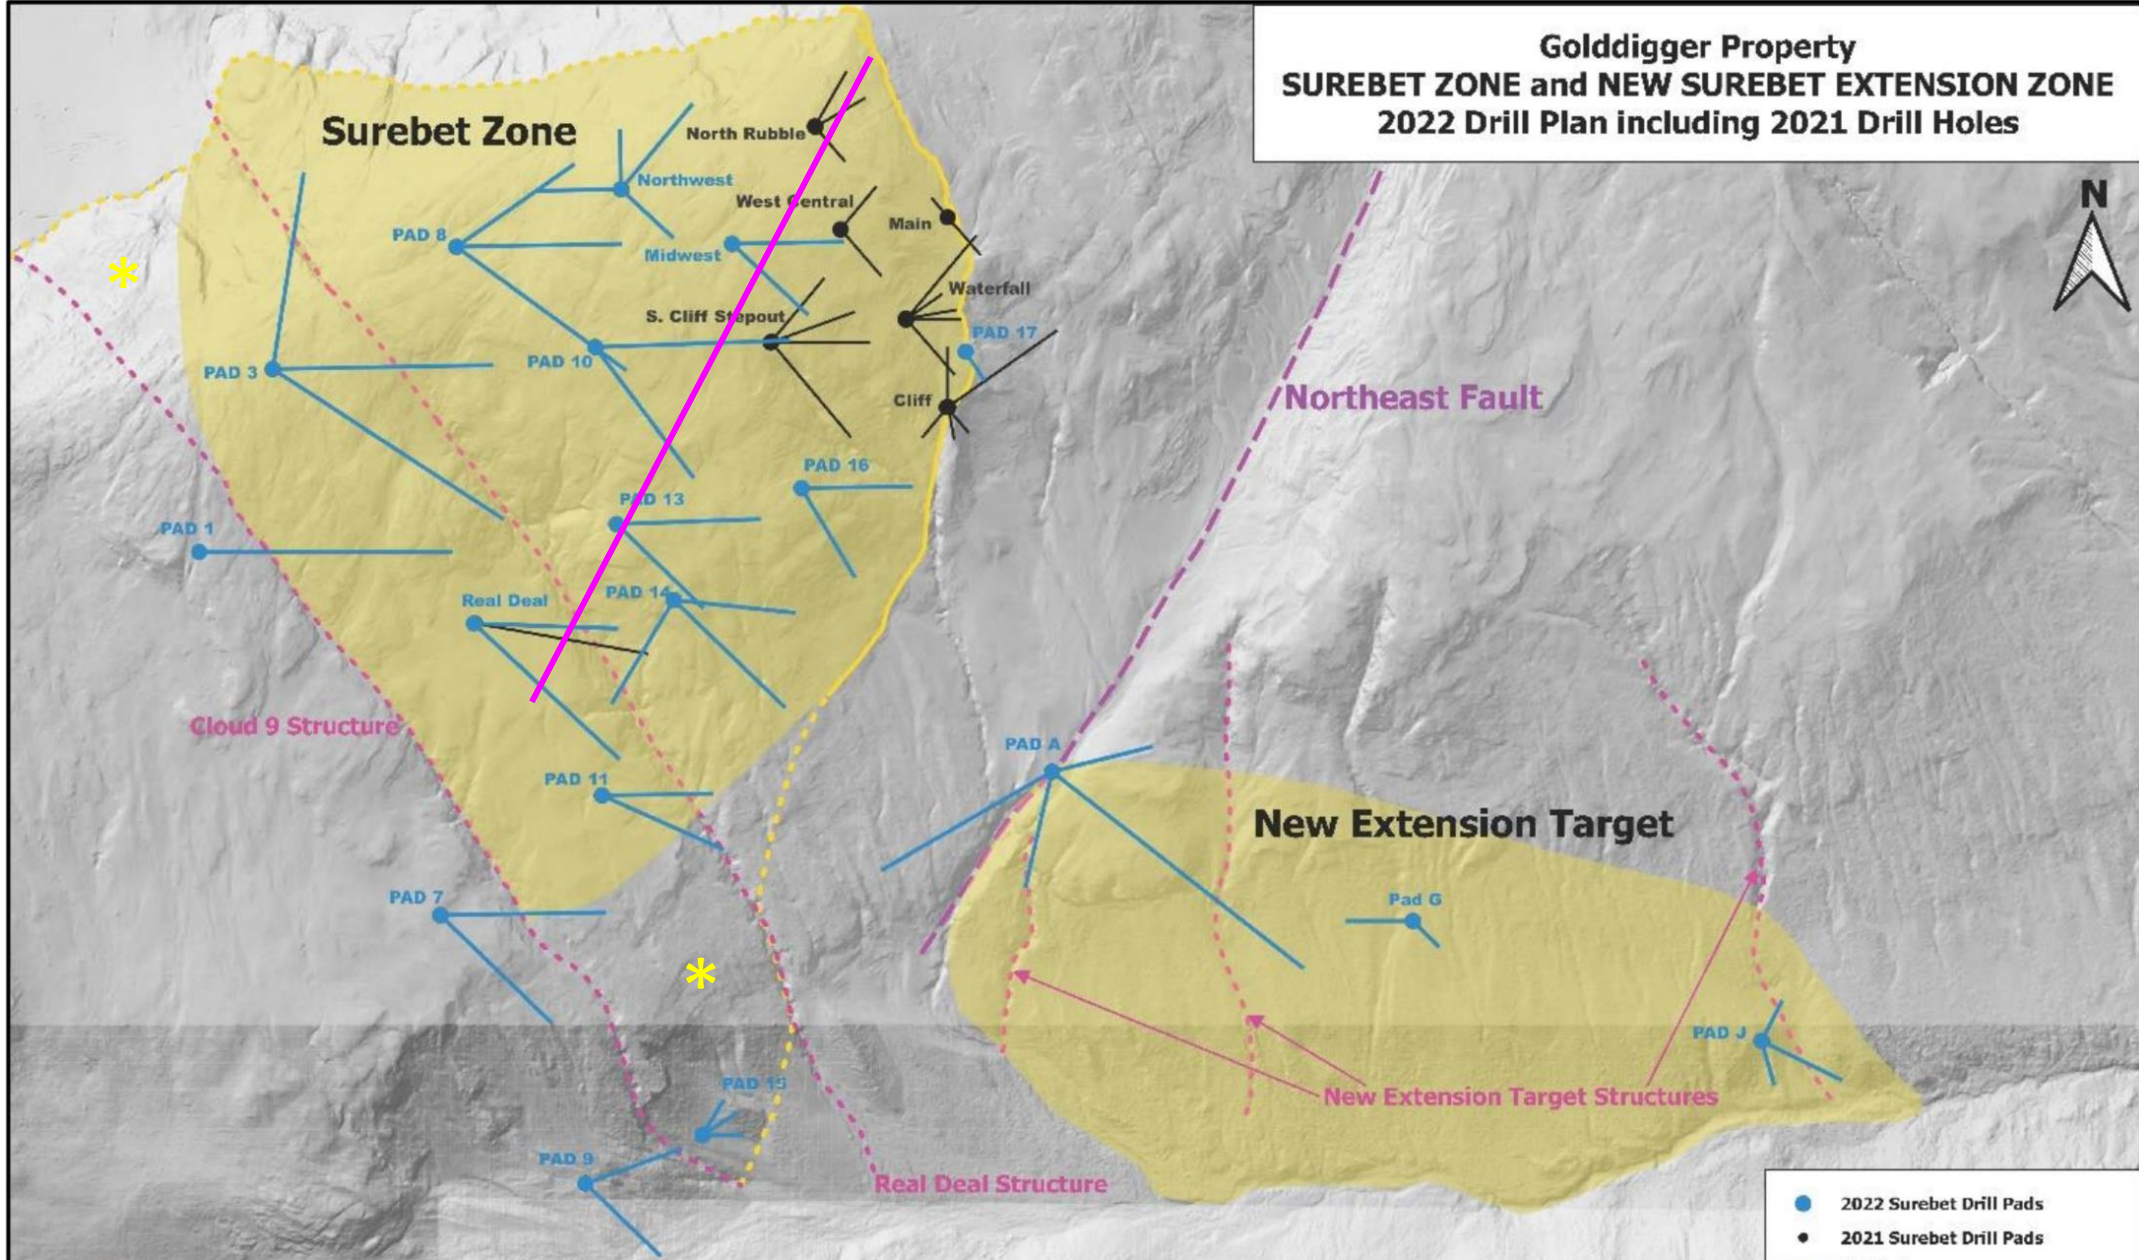 Golddigger Property
SUREBET ZONE and NEW SUREBET EXTENSION ZONE
2022 Drill Plan including 2021 Drill Holes
N
Surebet Zone
North Rubble
Northwest
West Central
Main
PAD 8
Midwest
Waterfall
S. Cliff Stepout
PAD 17
PAD 10
PAD 3
Cliff
Northeast Fault
PAD 16
PAD 13
PAD 1
PAD 14
Real Deal
Cloud 9 Structure
PAD A
PAD 11
New Extension Target
PAD 7
Pad G
PAD J
PAD 15
New Extension Target Structures
PAD 9
Real Deal Structure
2022 Surebet Drill Pads
2021 Surebet Drill Pads